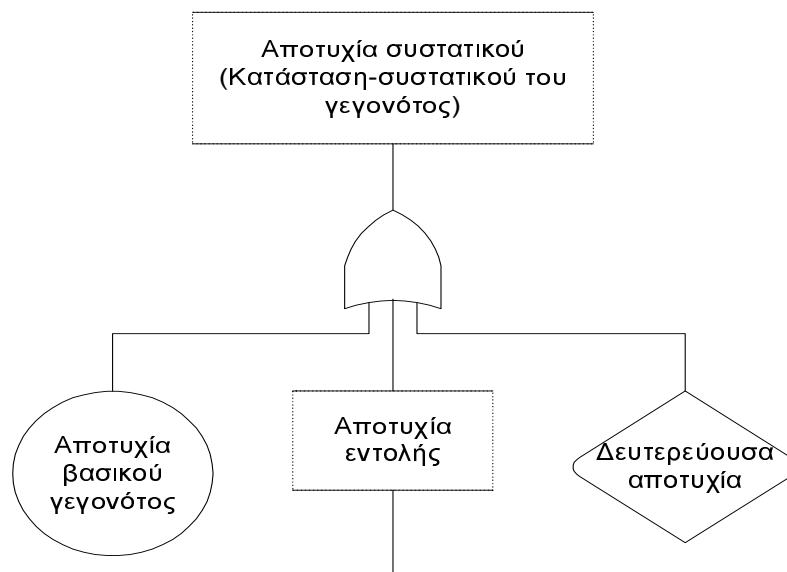 Αποτυχία συστατικού
(Κατάσταση-συστατικού του
γεγονότος)
Αποτυχία
βασικού
γεγονότος
Αποτυχία
εντολής
Δευτερεύουσα
αποτυχία